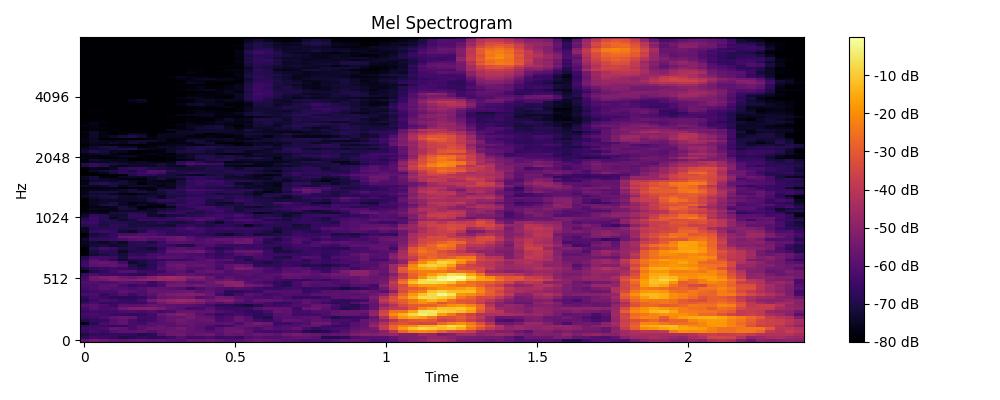 Mel Spectrogram
Hz
4096
2048
1024
512
0
0
0.5
1
1.5
2
Time
-10 dB
-20 dB
-30 dB
-40 dB
-50 dB
-60 dB
-70 dB
-80 dB